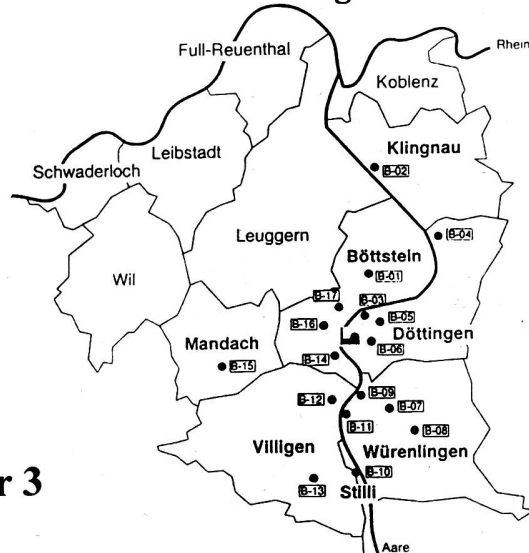 Full-Reuenthal
Rhein
Koblenz
Klingnau
Leibstadt
Schwaderloch
B-02
Leuggern
B-04
Böttstein
Wil
B-01
B-17
B-03
B-05
B-16
Döttingen
Mandach
L
B-06
B-14
B-15
B-09
B-12
B-07
B-11
B-08
Villigen
Würenlingen
B-10
B-13
Stilli
r 3
Aare